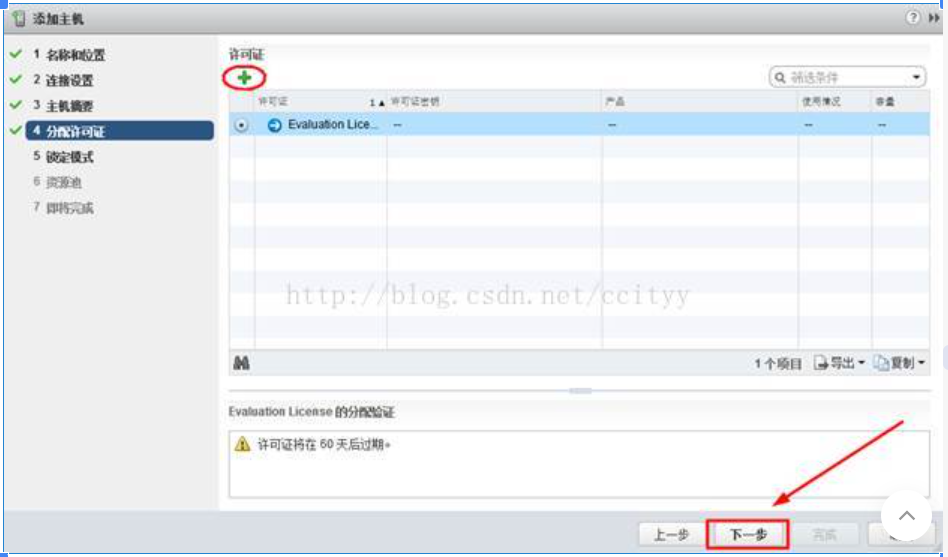 添加主机
1 名称和位置
2 连接设置
3 主机摘要
4 分配许可证
5 锁定模式
6 资源池
7 即将完成
许可证
筛选条件
许可证 1 许可证密钥 产品 使用情况 容量
Evaluation Lice... -- -- -- --
http://blog.csdn.net/ccityy
1 个项目 导出 复制
Evaluation License 的分配验证
许可证将在 60 天后过期。
上一步 下一步 完成